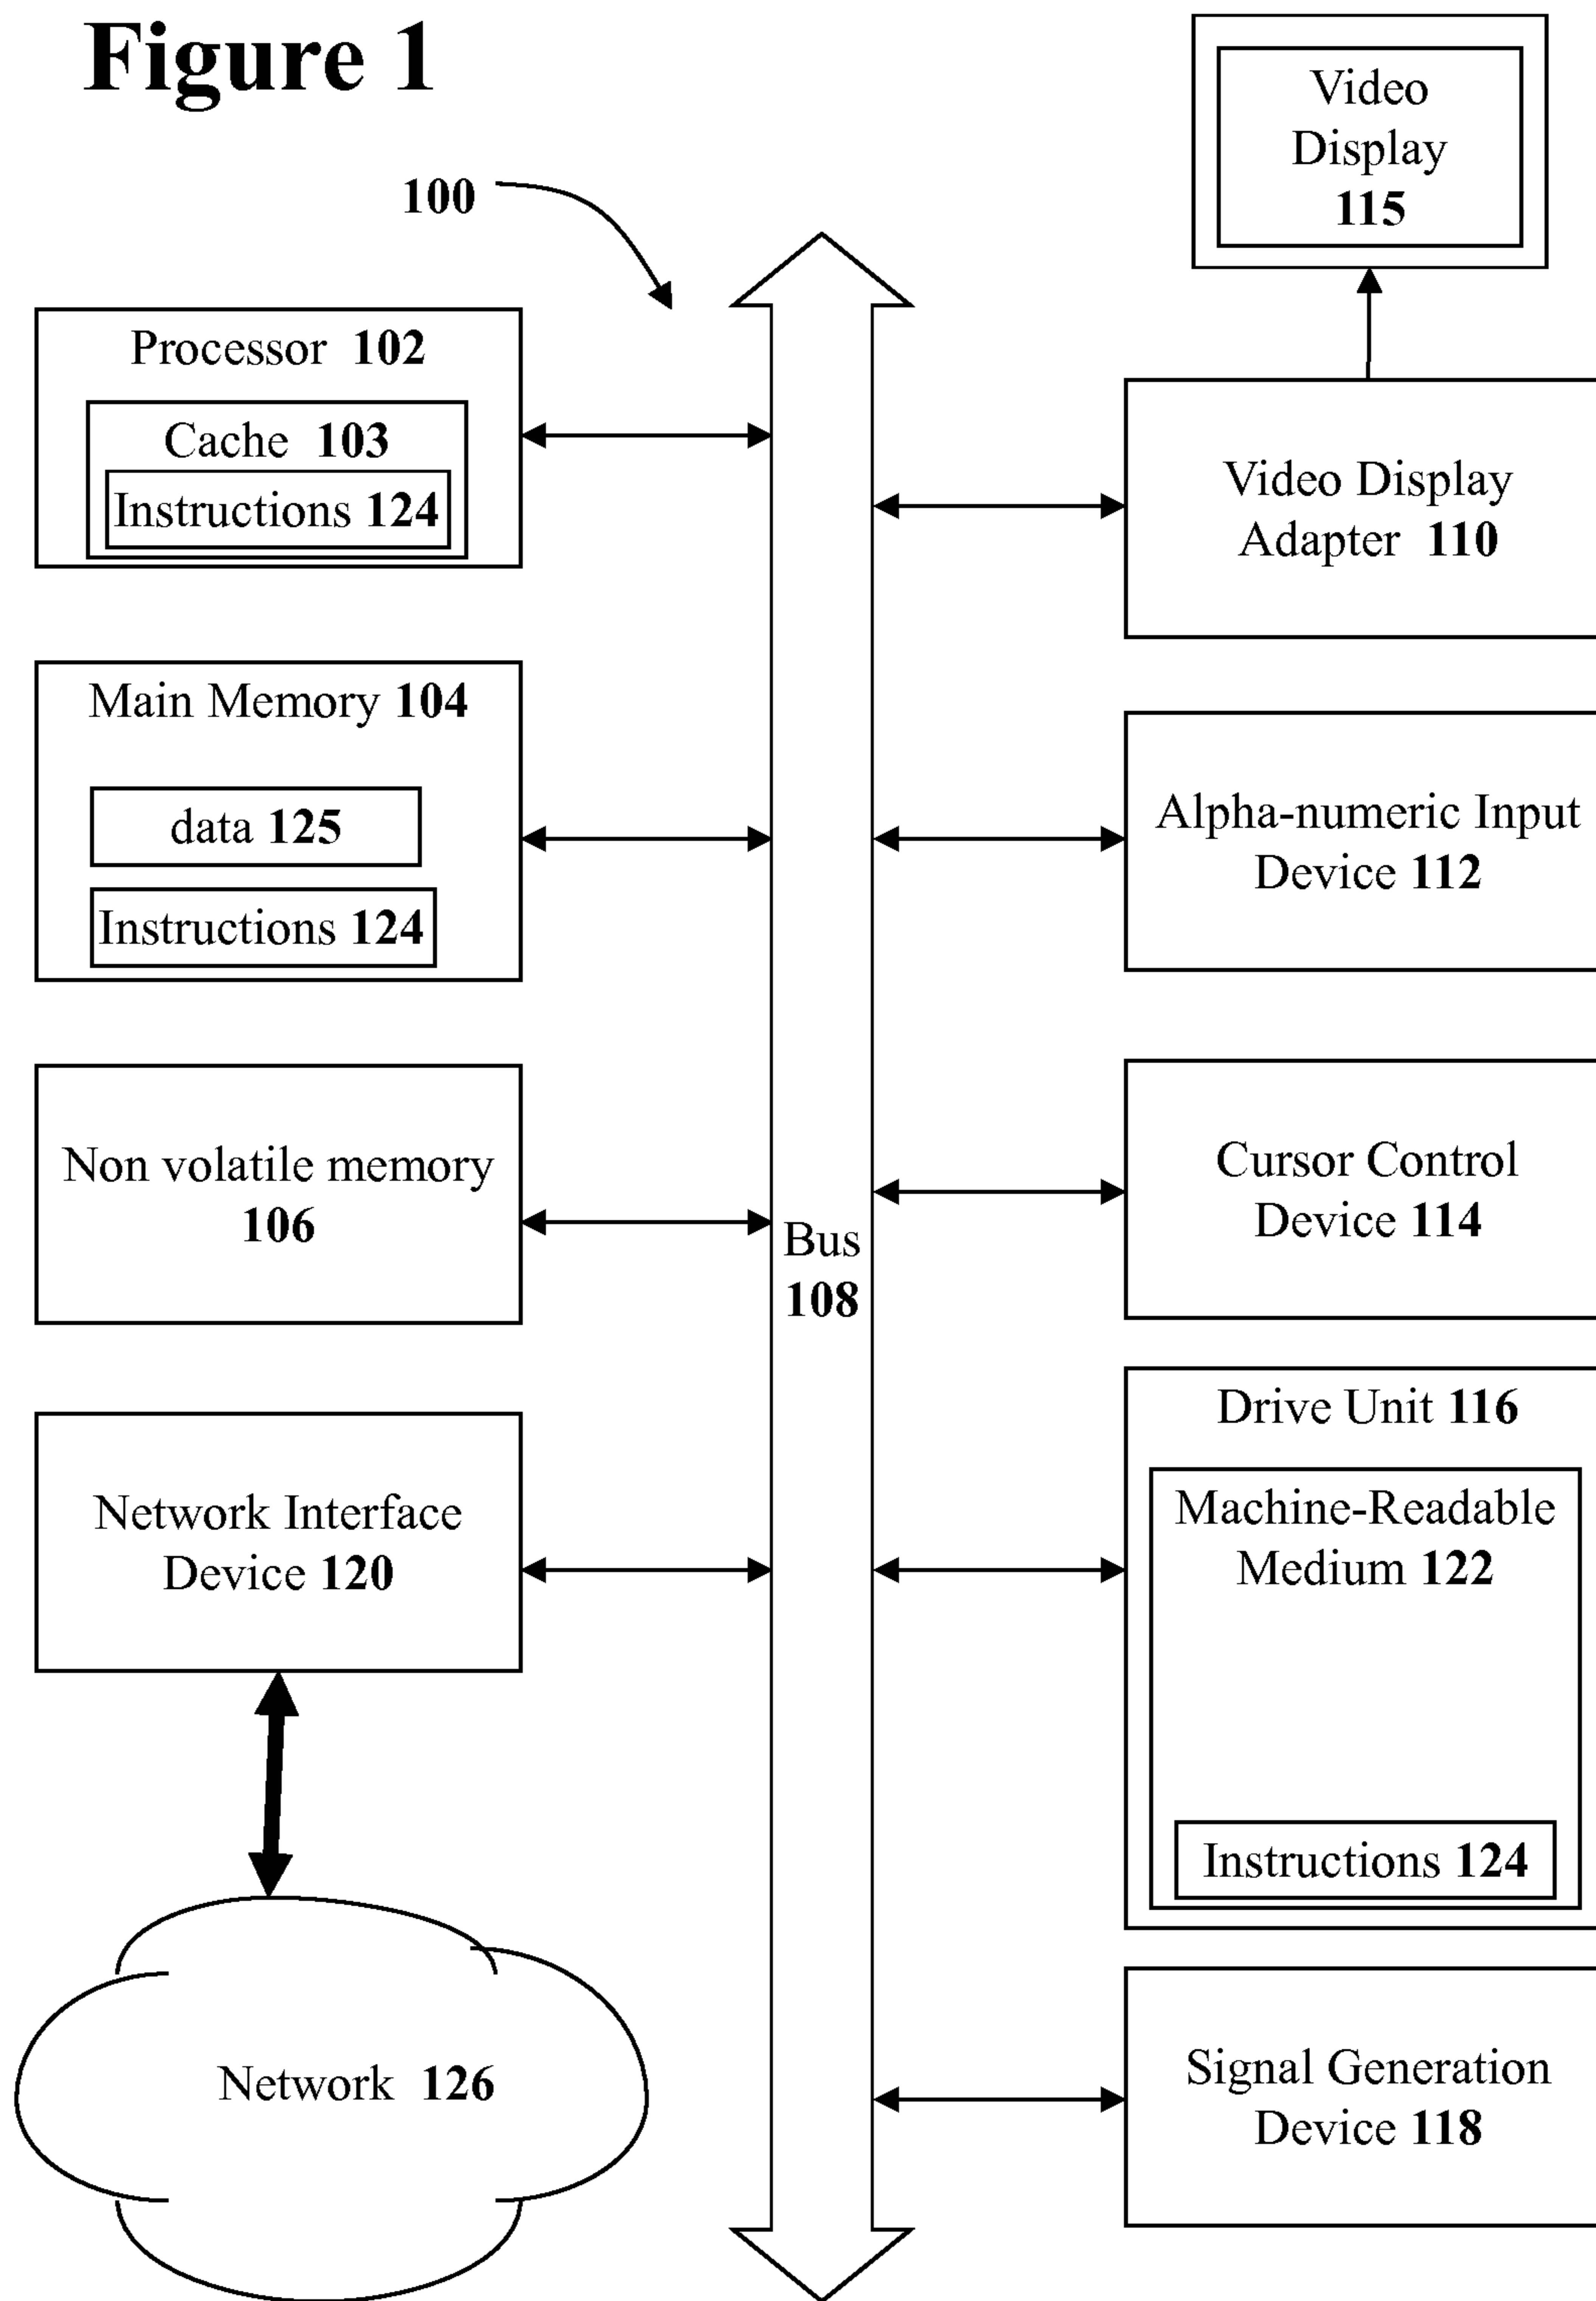 Figure 1
100
Processor 102
Cache 103
Instructions 124
Main Memory 104
data 125
Instructions 124
Non volatile memory
106
Network Interface
Device 120
Network 126
Bus
108
Video
Display
115
Video Display
Adapter 110
Alpha-numeric Input
Device 112
Cursor Control
Device 114
Drive Unit 116
Machine-Readable
Medium 122
Instructions 124
Signal Generation
Device 118